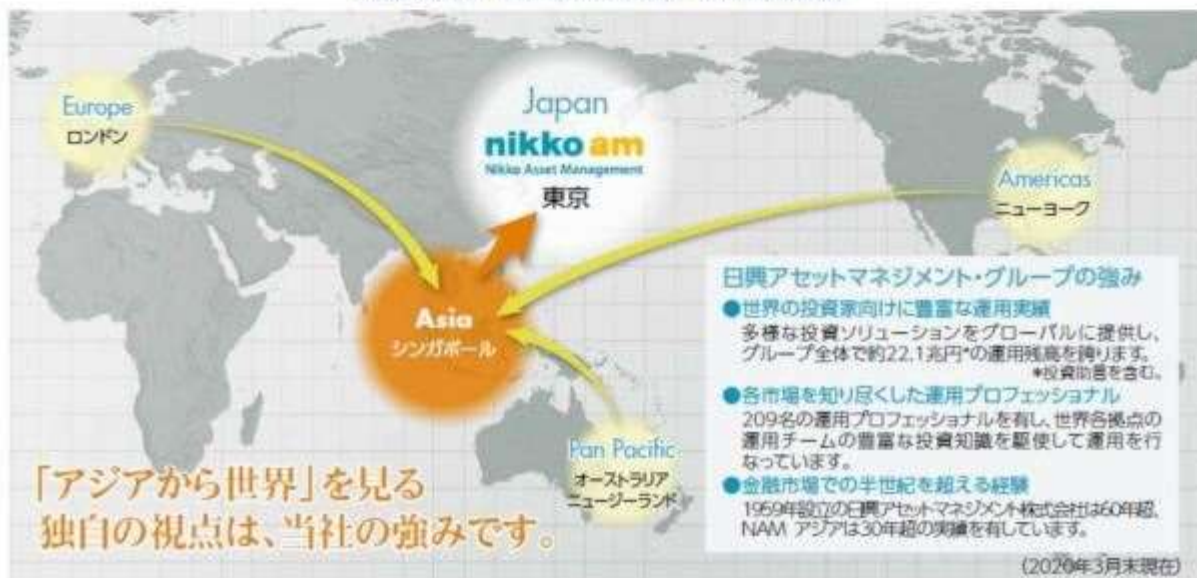 Europe
ロンドン
Japan
nikko am
Nikko Asset Management
東京
Americas
ニューヨーク
Asia
シンガポール
Pan Pacific
オーストラリア
ニュージーランド
「アジアから世界」を見る
独自の視点は、当社の強みです。
日興アセットマネジメント・グループの強み
●世界の投資家向けに豊富な運用実績
多様な投資ソリューションをグローバルに提供し、
グループ全体で約22.1兆円*の運用残高を誇ります。
*投資助言を含む。
●各市場を知り尽くした運用プロフェッショナル
209名の運用プロフェッショナルを有し、世界各拠点の
運用チームの豊富な投資知識を駆使して運用を行
なっています。
●金融市場での半世紀を超える経験
1959年設立の日興アセットマネジメント株式会社は60年超、
NAM アジアは30年超の実績を有しています。
(2020年3月末現在)